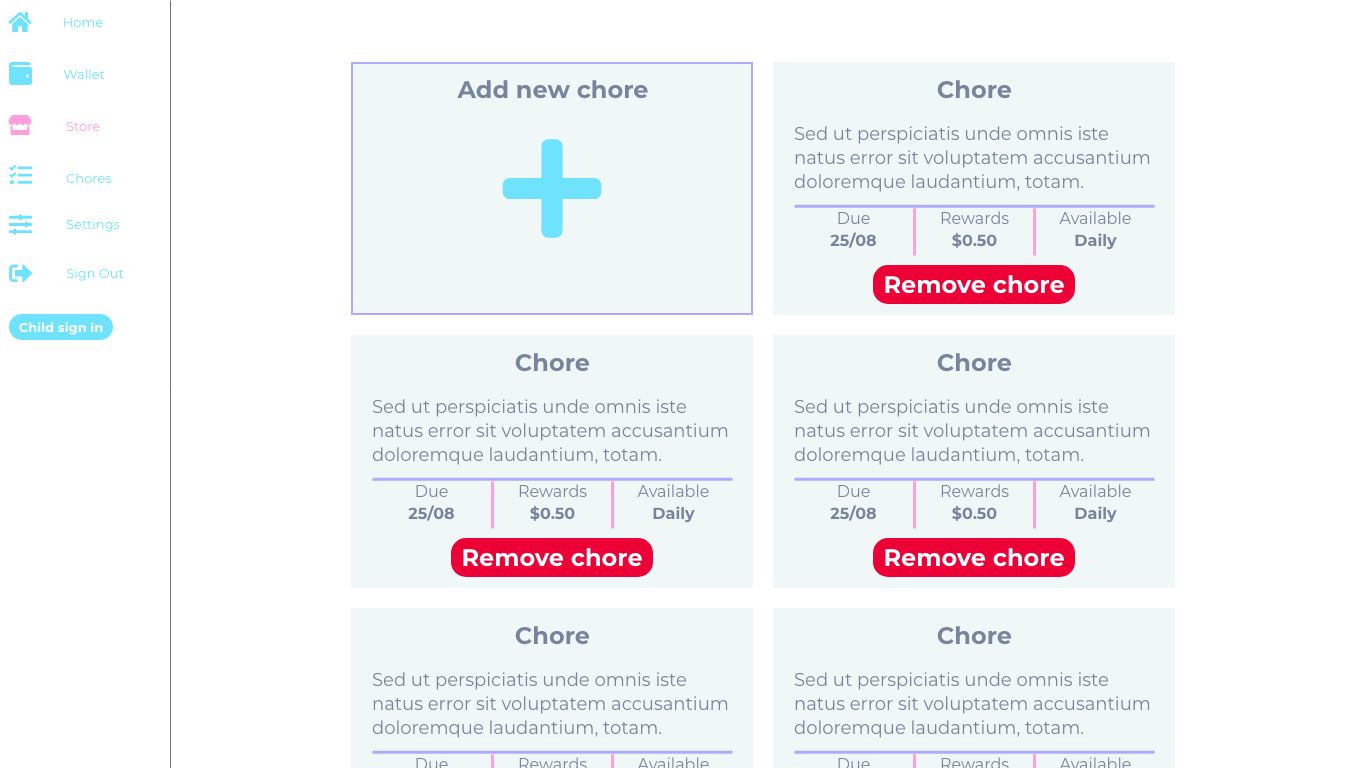 Home
Wallet
Store
Chores
Settings
Sign Out
Child sign in
Add new chore
Chore
Sed ut perspiciatis unde omnis iste
natus error sit voluptatem accusantium
doloremque laudantium, totam.
Due Rewards Available
25/08 $0.50 Daily
Remove chore
Chore
Sed ut perspiciatis unde omnis iste
natus error sit voluptatem accusantium
doloremque laudantium, totam.
Due Rewards Available
25/08 $0.50 Daily
Remove chore
Chore
Sed ut perspiciatis unde omnis iste
natus error sit voluptatem accusantium
doloremque laudantium, totam.
Due Rewards Available
25/08 $0.50 Daily
Remove chore
Chore
Sed ut perspiciatis unde omnis iste
natus error sit voluptatem accusantium
doloremque laudantium, totam.
Due Rewards Available
Chore
Sed ut perspiciatis unde omnis iste
natus error sit voluptatem accusantium
doloremque laudantium, totam.
Due Rewards Available